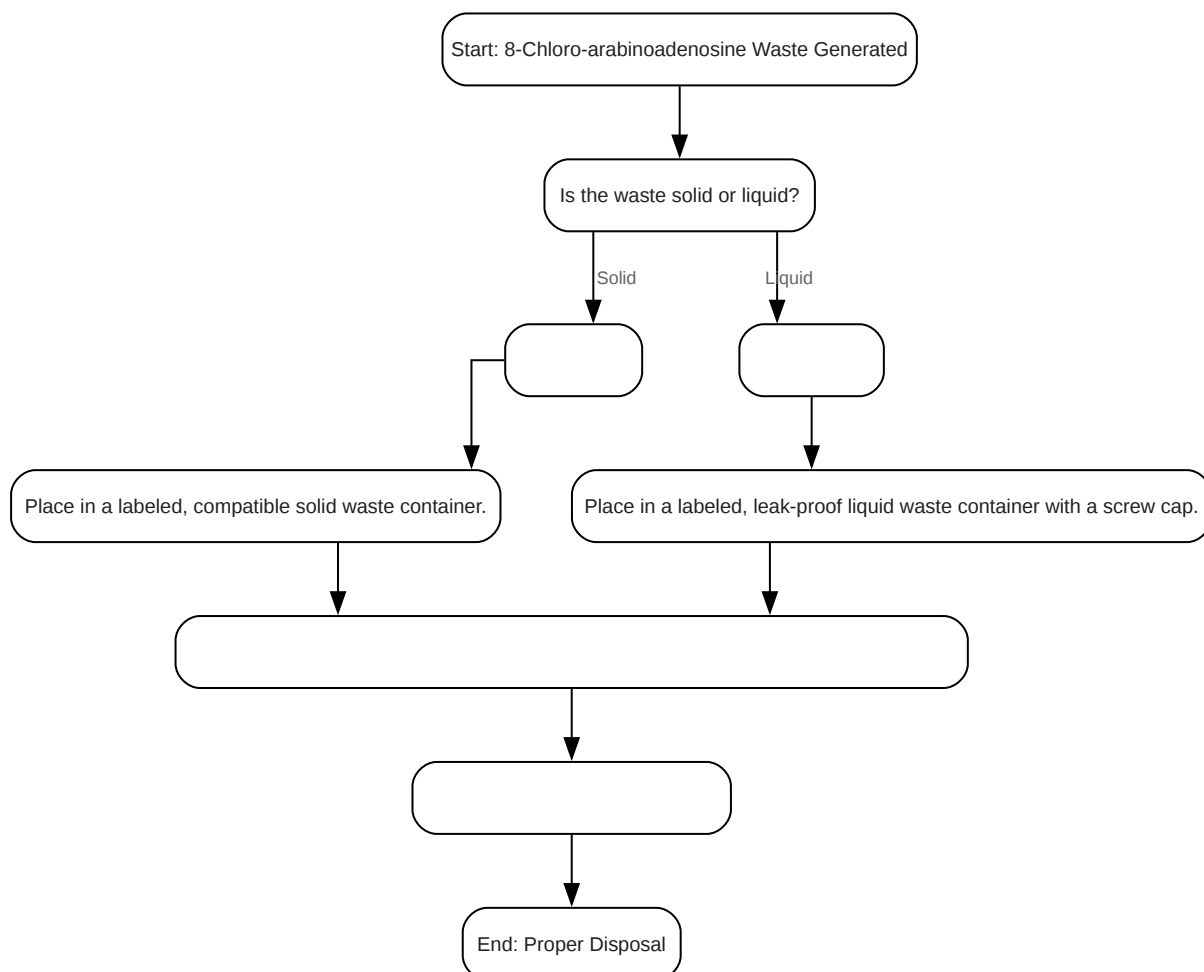 Start: 8-Chloro-arabinoadenosine Waste Generated
Is the waste solid or liquid?
Solid
Liquid
Place in a labeled, compatible solid waste container.
Place in a labeled, leak-proof liquid waste container with a screw cap.
End: Proper Disposal